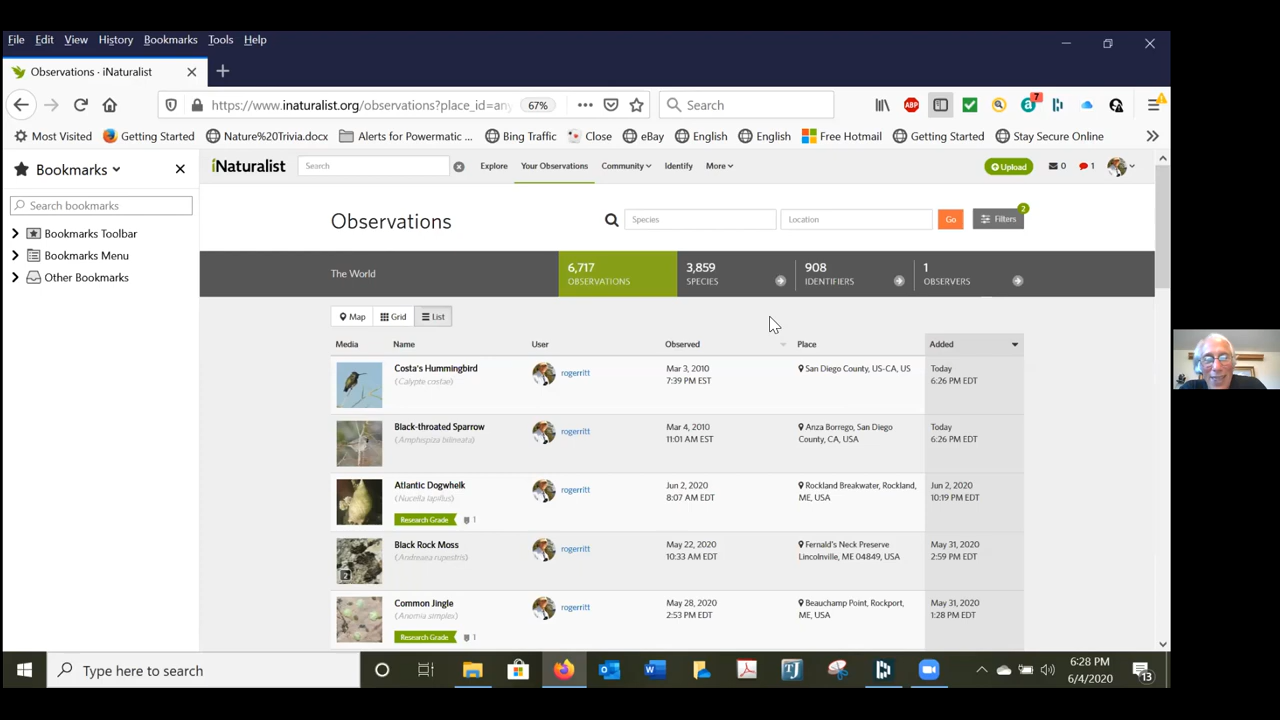 File Edit View History Bookmarks Tools Help
Observations · iNaturalist
https://www.inaturalist.org/observations?place_id=any 67% Search 7
Most Visited Getting Started Nature%20Trivia.docx Alerts for Powermatic ... Bing Traffic Close eBay English English Free Hotmail Getting Started Stay Secure Online
Bookmarks
Search bookmarks
Bookmarks Toolbar
Bookmarks Menu
Other Bookmarks
iNaturalist Search Explore Your Observations Community Identify More Upload 0 1
Observations Species Location Go Filters 2
The World
6,717 OBSERVATIONS
3,859 SPECIES
908 IDENTIFIERS
1 OBSERVERS
Map Grid List
Media Name User Observed Place Added
Costa's Hummingbird rogerritt Mar 3, 2010 San Diego County, US-CA, US Today
(Calypte costae) 7:39 PM EST 6:26 PM EDT
Black-throated Sparrow rogerritt Mar 4, 2010 Anza Borrego, San Diego Today
(Amphispiza bilineata) 11:01 AM EST County, CA, USA 6:26 PM EDT
Atlantic Dogwhelk rogerritt Jun 2, 2020 Rockland Breakwater, Rockland, Jun 2, 2020
(Nucella lapillus) 8:07 AM EDT ME, USA 10:19 PM EDT
Research Grade 1
Black Rock Moss rogerritt May 22, 2020 Fernald's Neck Preserve May 31, 2020
(Andreaea rupestris) 10:33 AM EDT Lincolnville, ME 04849, USA 2:59 PM EDT
2
Common Jingle rogerritt May 28, 2020 Beauchamp Point, Rockport, May 31, 2020
(Anomia simplex) 2:53 PM EDT ME, USA 1:28 PM EDT
Research Grade 1
Type here to search
6:28 PM
6/4/2020
13